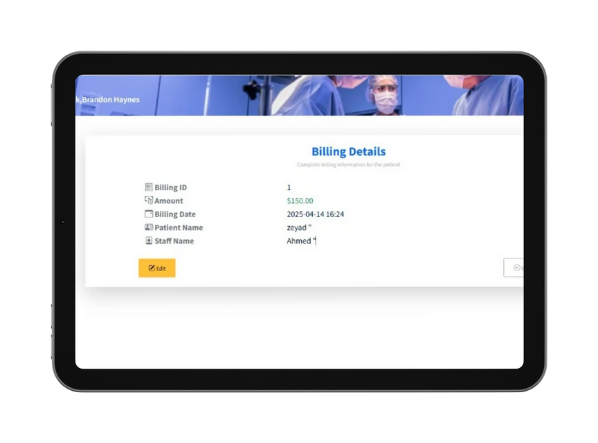 k,Brandon Haynes
Billing Details
Complete billing information for the patient
Billing ID 1
Amount $150.00
Billing Date 2025-04-14 16:24
Patient Name zeyad "
Staff Name Ahmed "
Edit